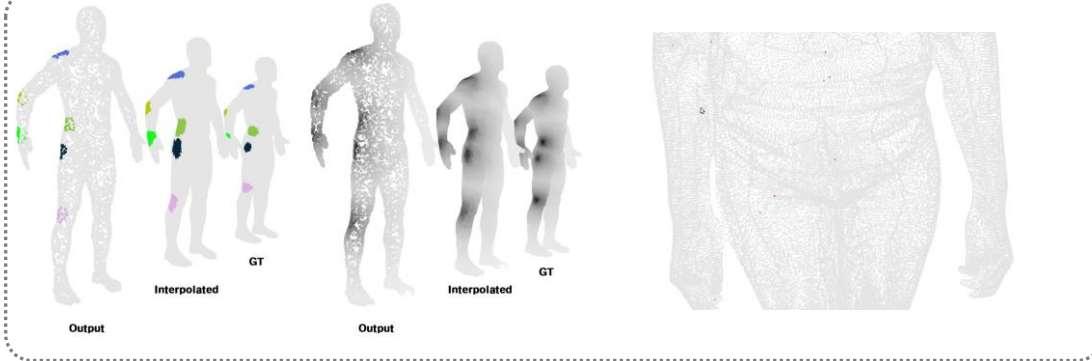 GT
Interpolated
Output
GT
Interpolated
Output